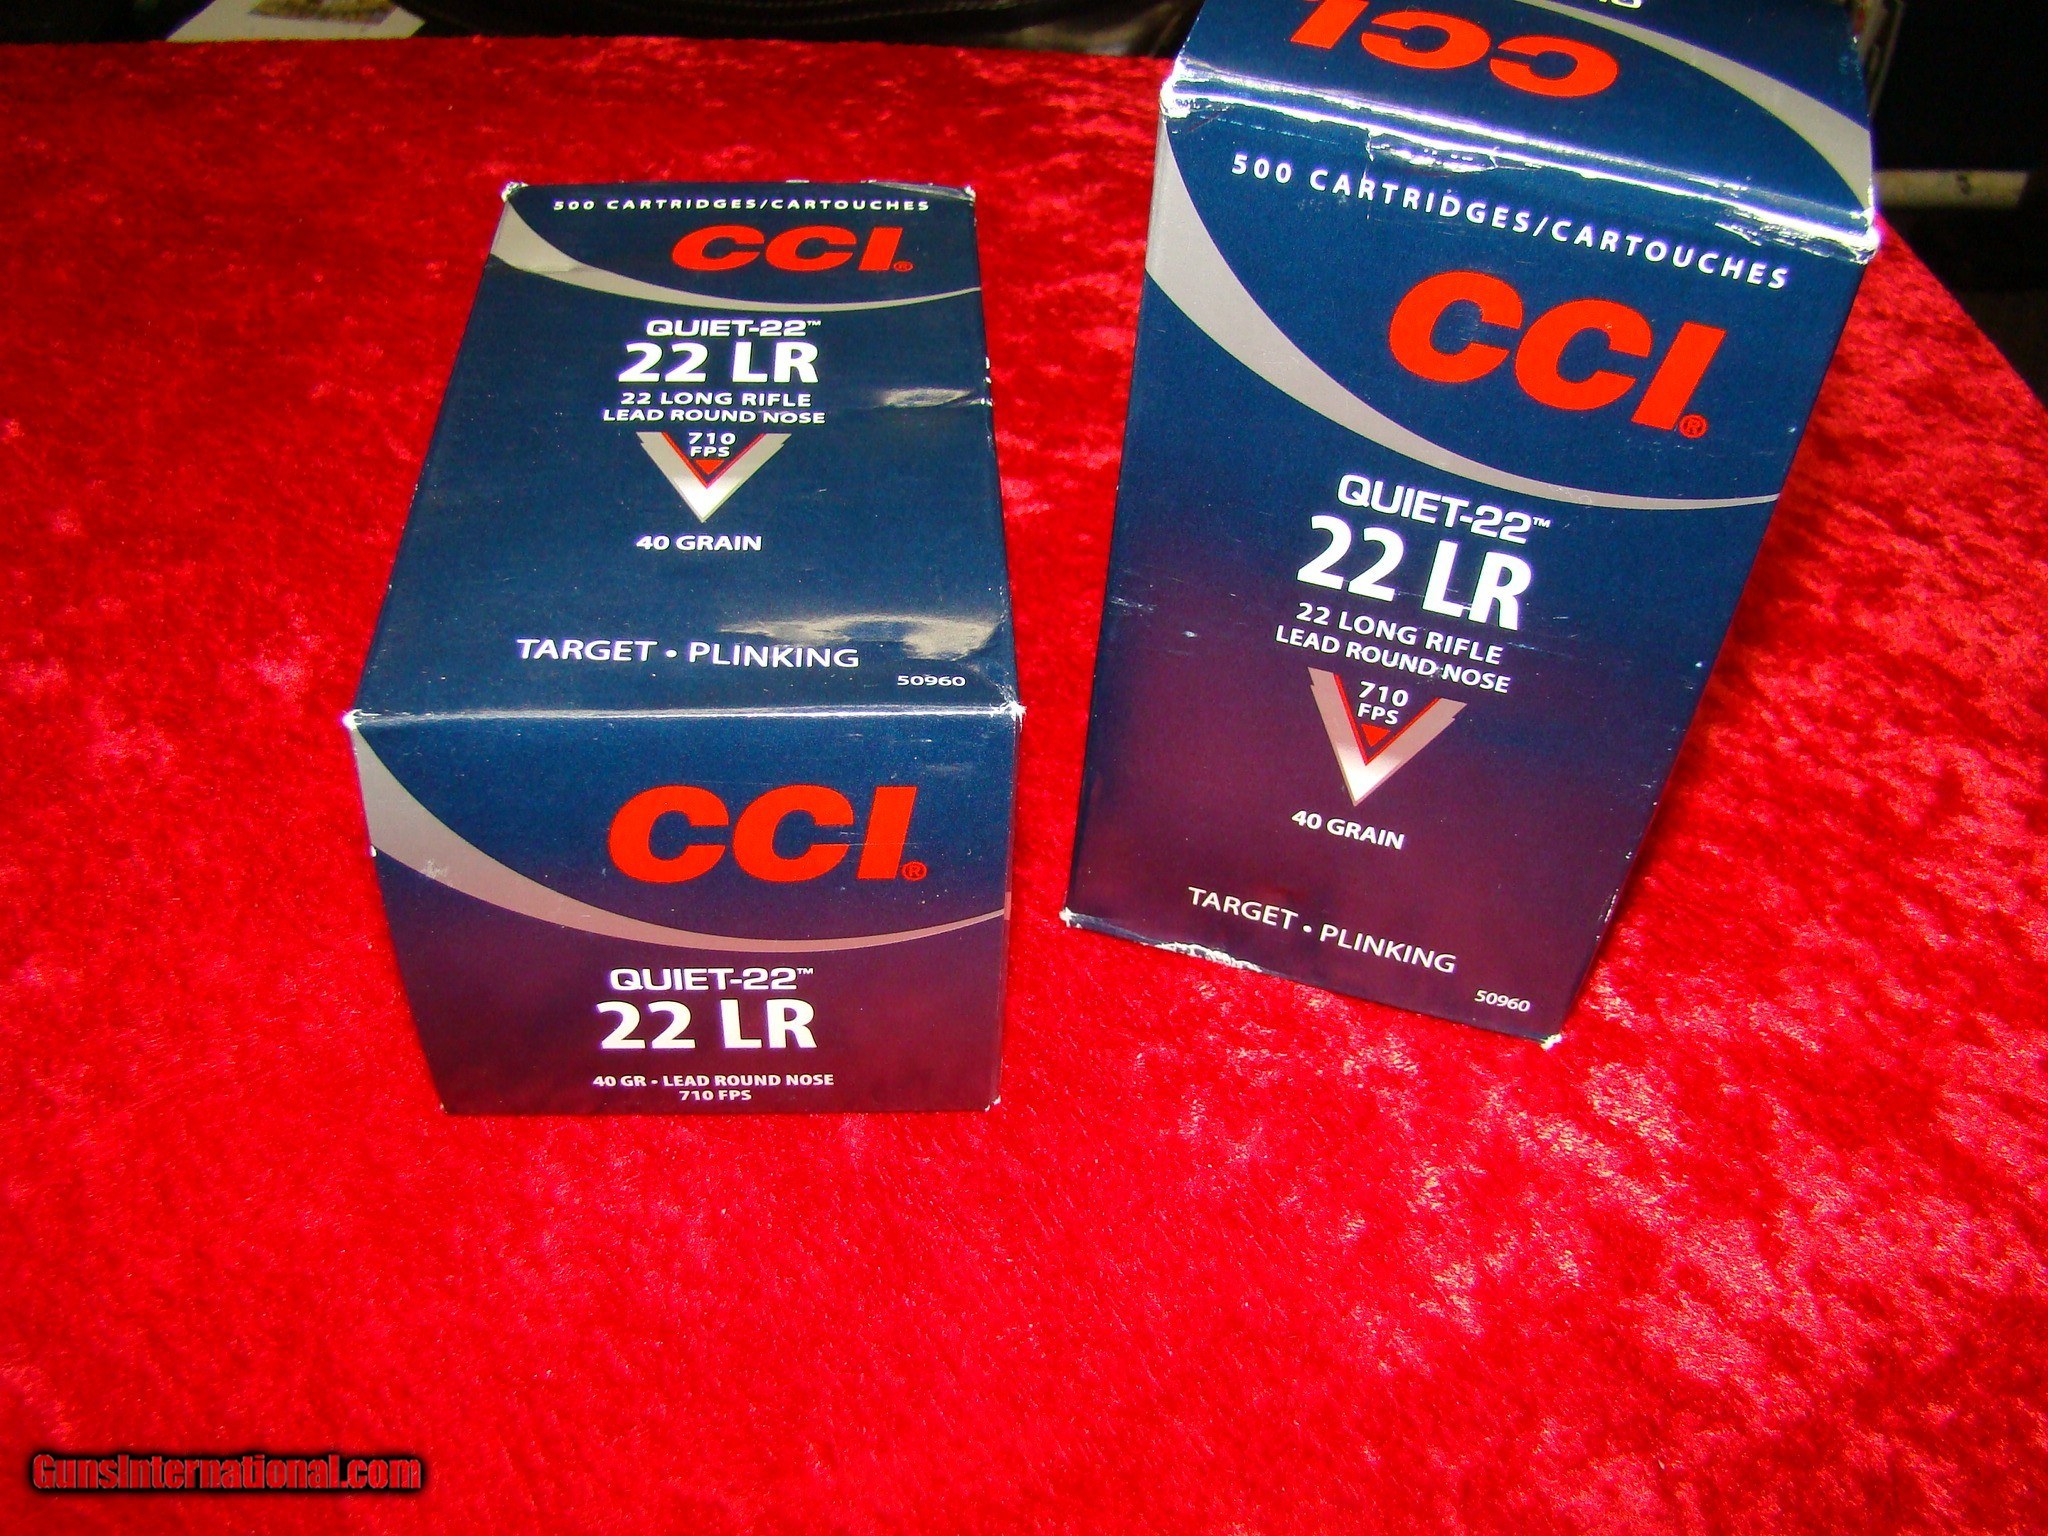 500 CARTRIDGES/CARTOUCHES
CCI®
QUIET-22™
22 LR
22 LONG RIFLE
LEAD ROUND NOSE
710
FPS
40 GRAIN
TARGET • PLINKING
50960
CCI®
QUIET-22™
22 LR
40 GR • LEAD ROUND NOSE
710 FPS
CCI
500 CARTRIDGES/CARTOUCHES
CCI®
QUIET-22™
22 LR
22 LONG RIFLE
LEAD ROUND NOSE
710
FPS
40 GRAIN
TARGET • PLINKING
50960
GunsInternational.com